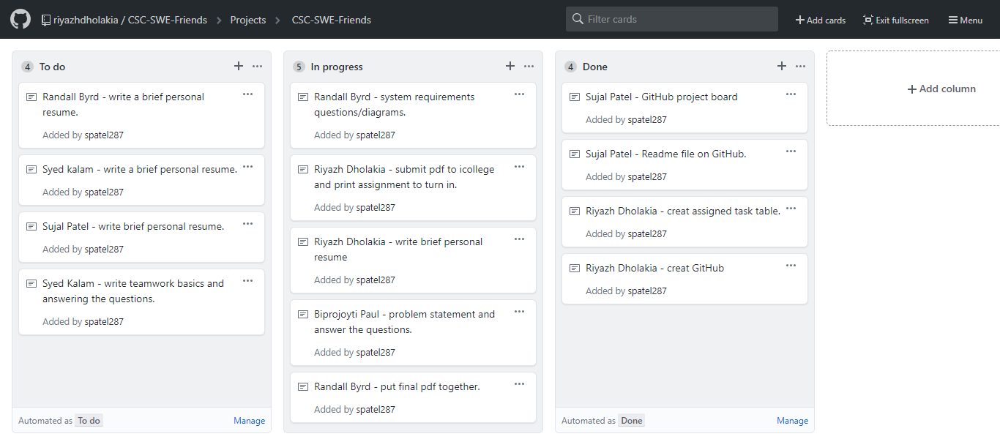 riyazhdholakia / CSC-SWE-Friends
Projects
CSC-SWE-Friends
Filter cards
Add cards
Exit fullscreen
Menu
4 To do
Randall Byrd - write a brief personal
resume.
Added by spatel287
Syed kalam - write a brief personal resume.
Added by spatel287
Sujal Patel - write brief personal resume.
Added by spatel287
Syed Kalam - write teamwork basics and
answering the questions.
Added by spatel287
Automated as To do
Manage
5 In progress
Randall Byrd - system requirements
questions/diagrams.
Added by spatel287
Riyazh Dholakia - submit pdf to icollege
and print assignment to turn in.
Added by spatel287
Riyazh Dholakia - write brief personal
resume
Added by spatel287
Biprojoyti Paul - problem statement and
answer the questions.
Added by spatel287
Randall Byrd - put final pdf together.
Added by spatel287
4 Done
Sujal Patel - GitHub project board
Added by spatel287
Sujal Patel - Readme file on GitHub.
Added by spatel287
Riyazh Dholakia - creat assigned task table.
Added by spatel287
Riyazh Dholakia - creat GitHub
Added by spatel287
Automated as Done
Manage
Add column